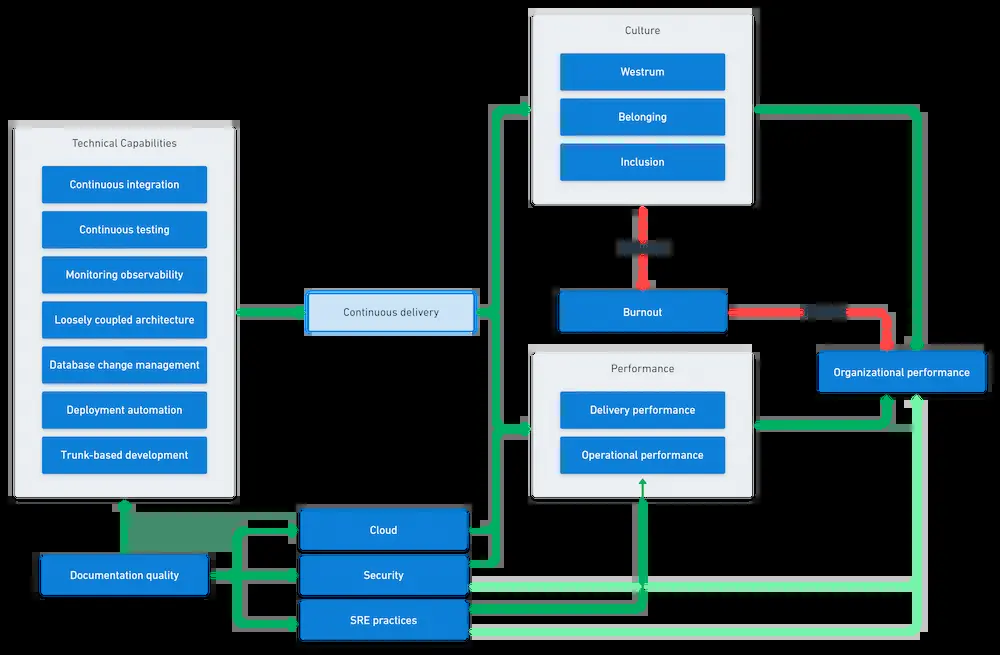 Culture
Westrum
Belonging
Inclusion
Technical Capabilities
Continuous integration
Continuous testing
Monitoring observability
Loosely coupled architecture
Database change management
Deployment automation
Trunk-based development
Continuous delivery
Burnout
Performance
Delivery performance
Operational performance
Organizational performance
Documentation quality
Cloud
Security
SRE practices